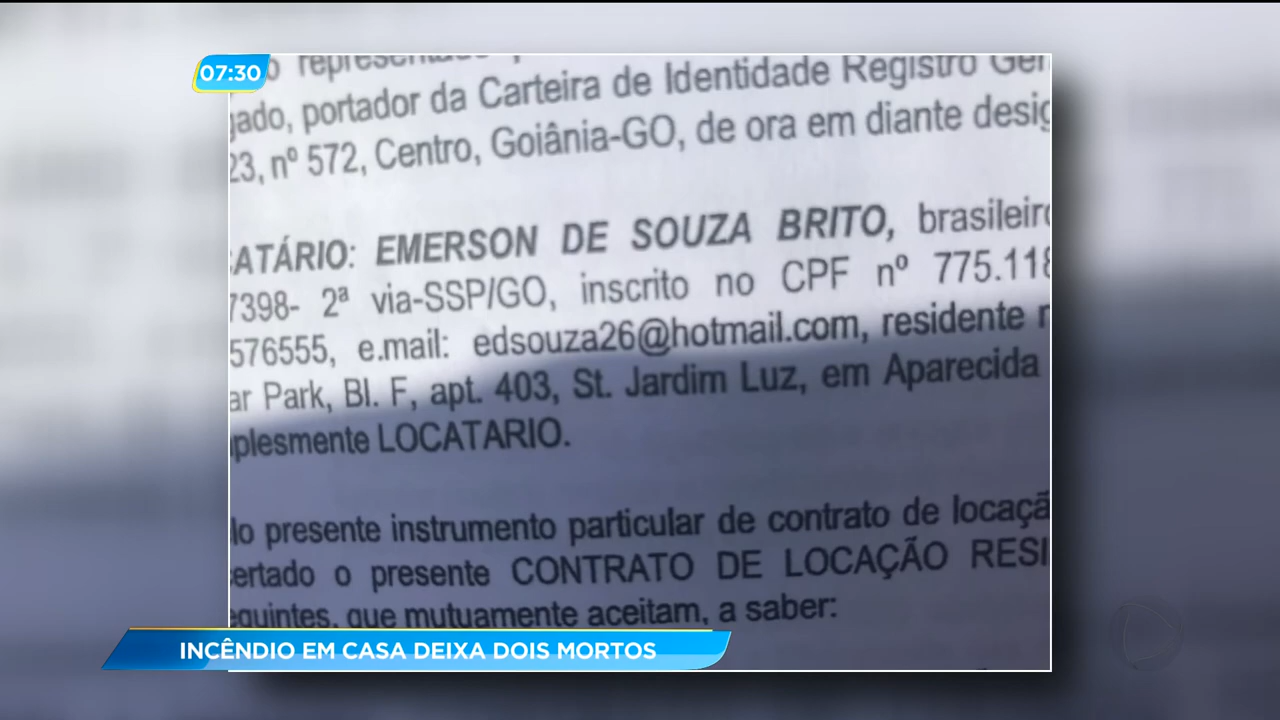 07:30
o representado
gado, portador da Carteira de Identidade Registro Ger
23, nº 572, Centro, Goiânia-GO, de ora em diante desig
CATÁRIO: EMERSON DE SOUZA BRITO, brasileiro
7398- 2ª via-SSP/GO, inscrito no CPF nº 775.118
576555, e.mail: edsouza26@hotmail.com, residente n
ar Park, Bl. F, apt. 403, St. Jardim Luz, em Aparecida
plesmente LOCATARIO.
lo presente instrumento particular de contrato de locaçã
ertado o presente CONTRATO DE LOCAÇÃO RESI
eguintes, que mutuamente aceitam, a saber:
INCÊNDIO EM CASA DEIXA DOIS MORTOS